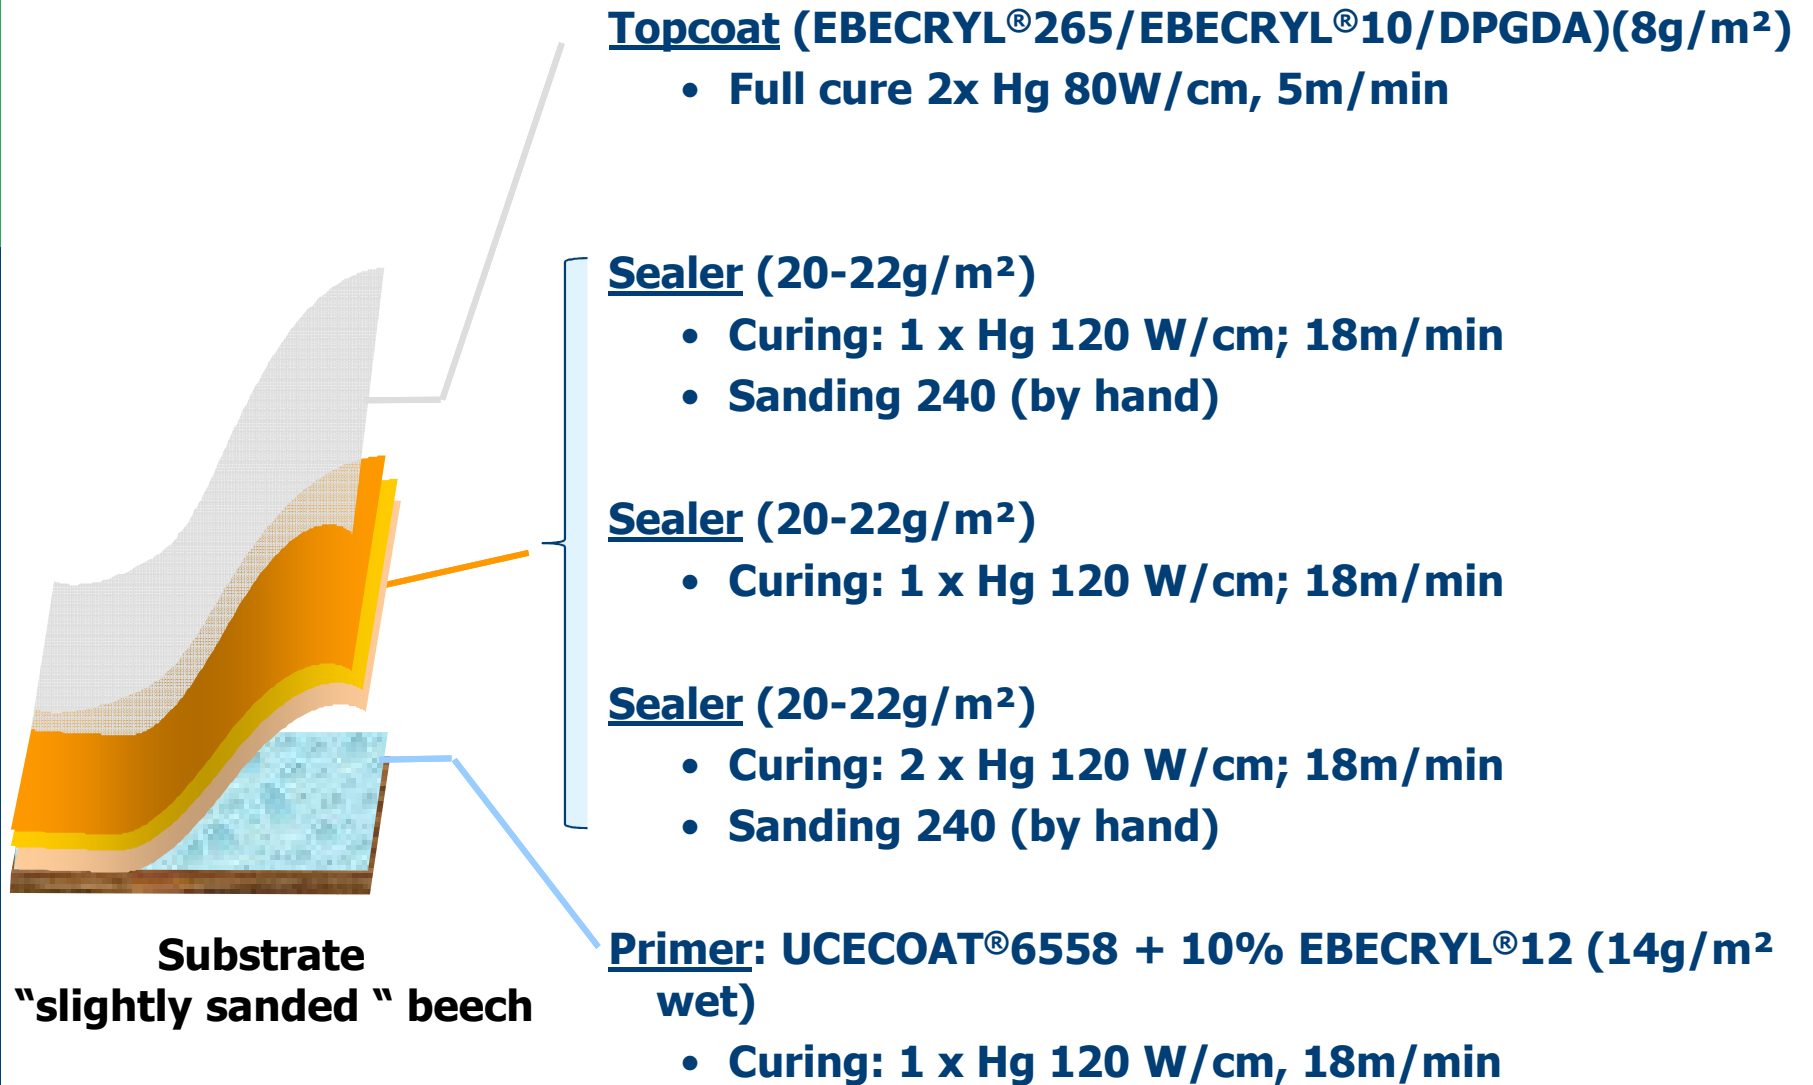 Topcoat (EBECRYL®265/EBECRYL®10/DPGDA)(8g/m²)
• Full cure 2x Hg 80W/cm, 5m/min
Sealer (20-22g/m²)
• Curing: 1 x Hg 120 W/cm; 18m/min
• Sanding 240 (by hand)
Sealer (20-22g/m²)
• Curing: 1 x Hg 120 W/cm; 18m/min
Sealer (20-22g/m²)
• Curing: 2 x Hg 120 W/cm; 18m/min
• Sanding 240 (by hand)
Primer: UCECOAT®6558 + 10% EBECRYL®12 (14g/m²
wet)
• Curing: 1 x Hg 120 W/cm, 18m/min
Substrate
“slightly sanded “ beech